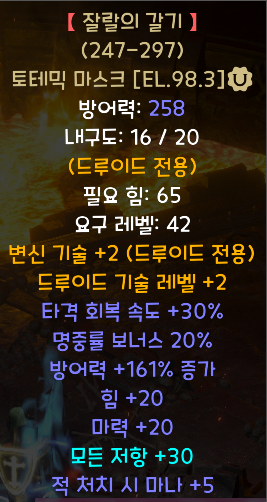 【 잘랄의 갈기 】
(247-297)
토테믹 마스크 [EL.98.3]
방어력: 258
내구도: 16 / 20
(드루이드 전용)
필요 힘: 65
요구 레벨: 42
변신 기술 +2 (드루이드 전용)
드루이드 기술 레벨 +2
타격 회복 속도 +30%
명중률 보너스 20%
방어력 +161% 증가
힘 +20
마력 +20
모든 저항 +30
적 처치 시 마나 +5